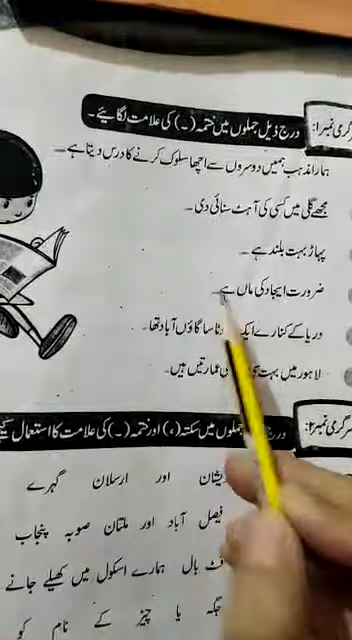 سرگرمی نمبر۱: درج ذیل جملوں میں ختمہ (۔) کی علامت لگائیے۔
ہمارا مذہب ہمیں دوسروں سے اچھا سلوک کرنے کا درس دیتا ہے۔
مجھے گلی میں کسی کی آہٹ سنائی دی۔
پہاڑ بہت بلند ہے۔
ضرورت ایجاد کی ماں ہے۔
دریا کے کنارے ایک سا گاؤں آباد تھا۔
لاہور میں بہت عمارتیں ہیں۔
سرگرمی نمبر۲: درج جملوں میں سکتہ (،) اور ختمہ (۔) کی علامت کا استعمال کیجیے
ذیشان اور ارسلان گہرے
فیصل آباد اور ملتان صوبہ پنجاب
فٹ بال ہمارے اسکول میں کھیلے جانے
جگہ یا چیز کے نام کو